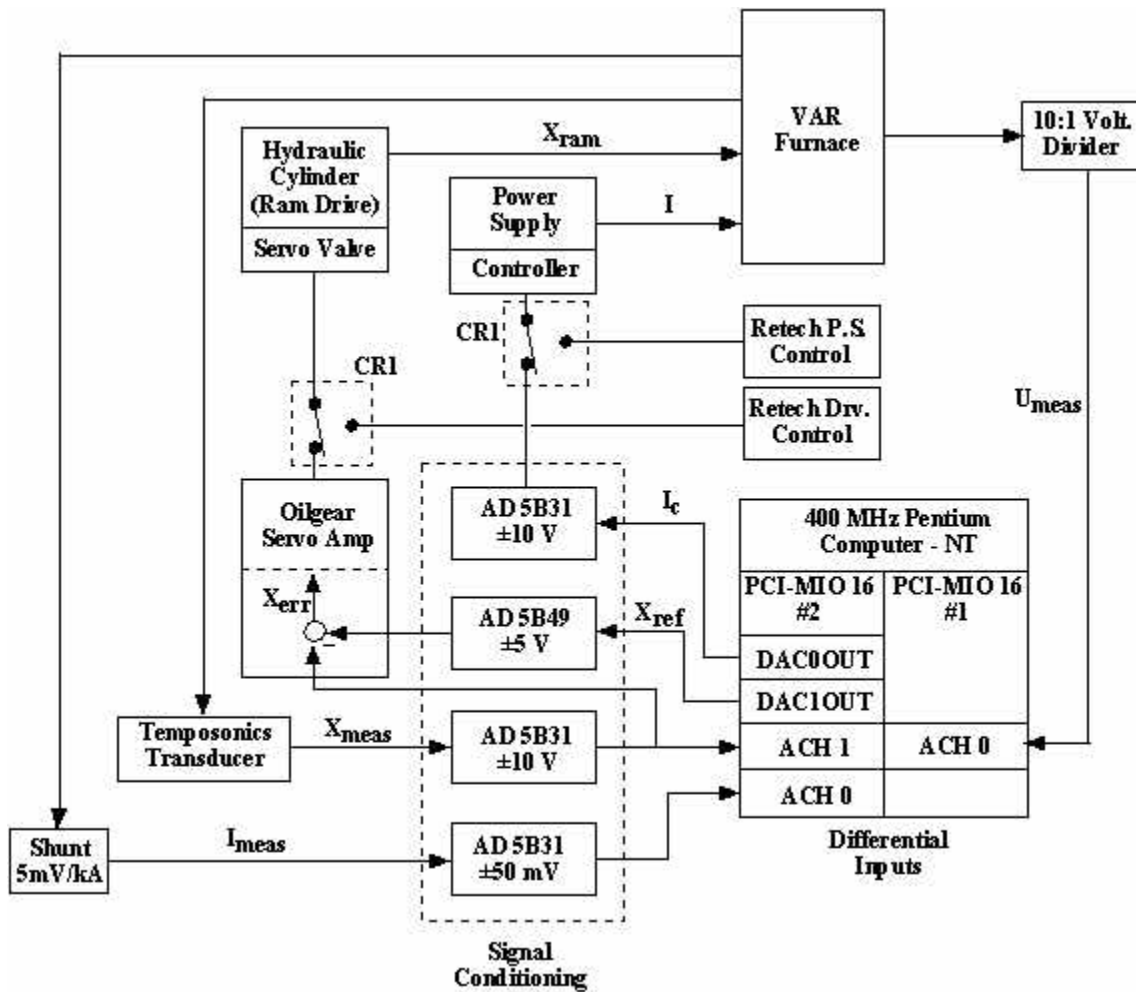 VAR
Furnace
10:1 Volt.
Divider
Hydraulic
Cylinder
(Ram Drive)
Servo Valve
Xram
Power
Supply
Controller
I
CR1
Retech P.S.
Control
CR1
Retech Drv.
Control
Umeas
Oilgear
Servo Amp
Xerr
-
AD 5B31
±10 V
Ic
400 MHz Pentium
Computer - NT
PCI-MIO 16
#2
PCI-MIO 16
#1
AD 5B49
±5 V
Xref
DAC0OUT
DAC1OUT
Temposonics
Transducer
Xmeas
AD 5B31
±10 V
ACH 1
ACH 0
ACH 0
Shunt
5mV/kA
Imeas
AD 5B31
±50 mV
Differential
Inputs
Signal
Conditioning